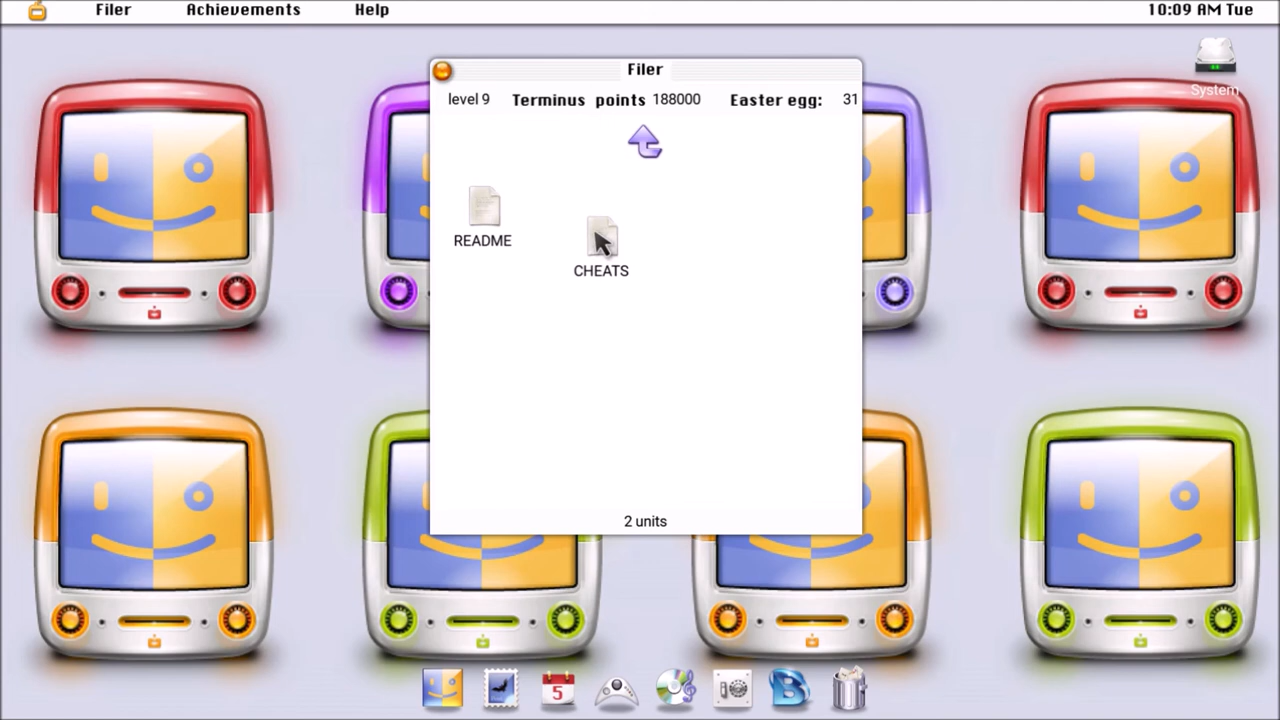 Filer Achievements Help 10:09 AM Tue
Filer
level 9 Terminus points 188000 Easter egg: 31
System
README
CHEATS
2 units
5
B